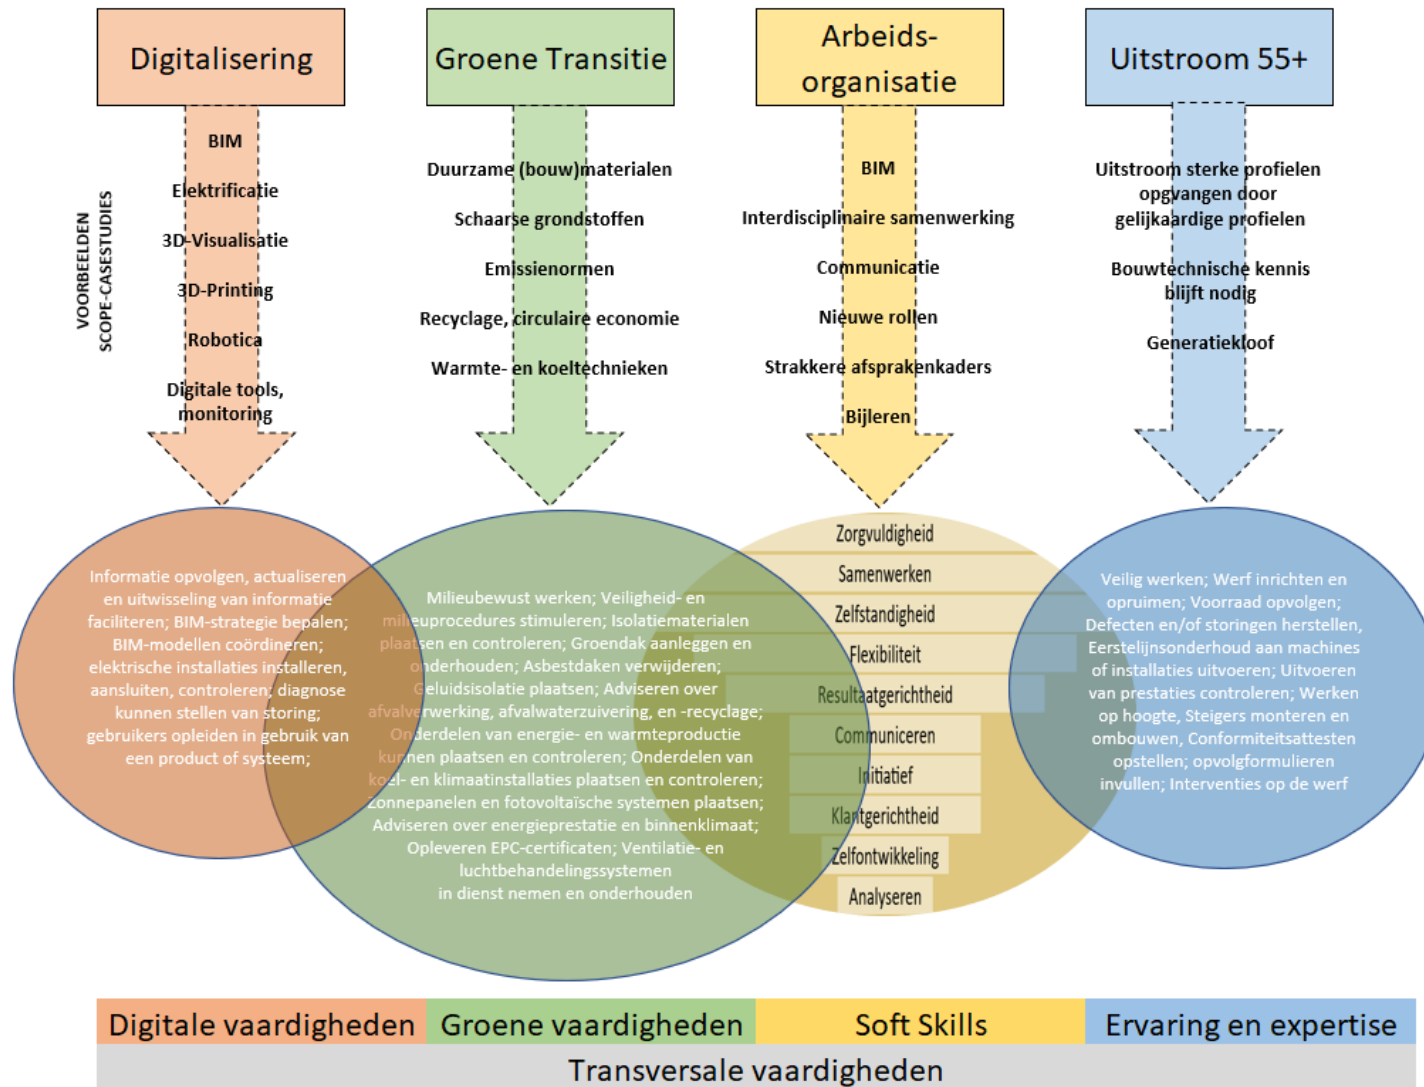 Digitalisering
Groene Transitie
Arbeids-
organisatie
Uitstroom 55+
VOORBEELDEN
SCOPE-CASESTUDIES
BIM
Elektrificatie
3D-Visualisatie
3D-Printing
Robotica
Digitale tools,
monitoring
Duurzame (bouw)materialen
Schaarse grondstoffen
Emissienormen
Recyclage, circulaire economie
Warmte- en koeltechnieken
BIM
Interdisciplinaire samenwerking
Communicatie
Nieuwe rollen
Strakkere afsprakenkaders
Bijleren
Uitstroom sterke profielen
opgvangen door
gelijkaardige profielen
Bouwtechnische kennis
blijft nodig
Generatiekloof
Informatie opvolgen, actualiseren
en uitwisseling van informatie
faciliteren; BIM-strategie bepalen;
BIM-modellen coördineren;
elektrische installaties installeren,
aansluiten, controleren, diagnose
kunnen stellen van storing;
gebruikers opleiden in gebruik van
een product of systeem;
Milieubewust werken; Veiligheid- en
milieuprocedures stimuleren; Isolatiematerialen
plaatsen en controleren; Groendak aanleggen en
onderhouden; Asbestdaken verwijderen;
Geluidsisolatie plaatsen; Adviseren over
afvalverwerking, afvalwaterzuivering, en -recyclage;
Onderdelen van energie- en warmteproductie
kunnen plaatsen en controleren; Onderdelen van
koel- en klimaatinstallaties plaatsen en controleren;
Zonnepanelen en fotovoltaïsche systemen plaatsen;
Adviseren over energieprestatie en binnenklimaat;
Opleveren EPC-certificaten; Ventilatie- en
luchtbehandelingssystemen
in dienst nemen en onderhouden
Zorgvuldigheid
Samenwerken
Zelfstandigheid
Flexibiliteit
Resultaatgerichtheid
Communiceren
Initiatief
Klantgerichtheid
Zelfontwikkeling
Analyseren
Veilig werken; Werf inrichten en
opruimen; Voorraad opvolgen;
Defecten en/of storingen herstellen,
Eerstelijnsonderhoud aan machines
of installaties uitvoeren; Uitvoeren
van prestaties controleren; Werken
op hoogte, Steigers monteren en
ombouwen, Conformiteitsattesten
opstellen; opvolgformulieren
invullen; Interventies op de werf
Digitale vaardigheden
Groene vaardigheden
Soft Skills
Ervaring en expertise
Transversale vaardigheden